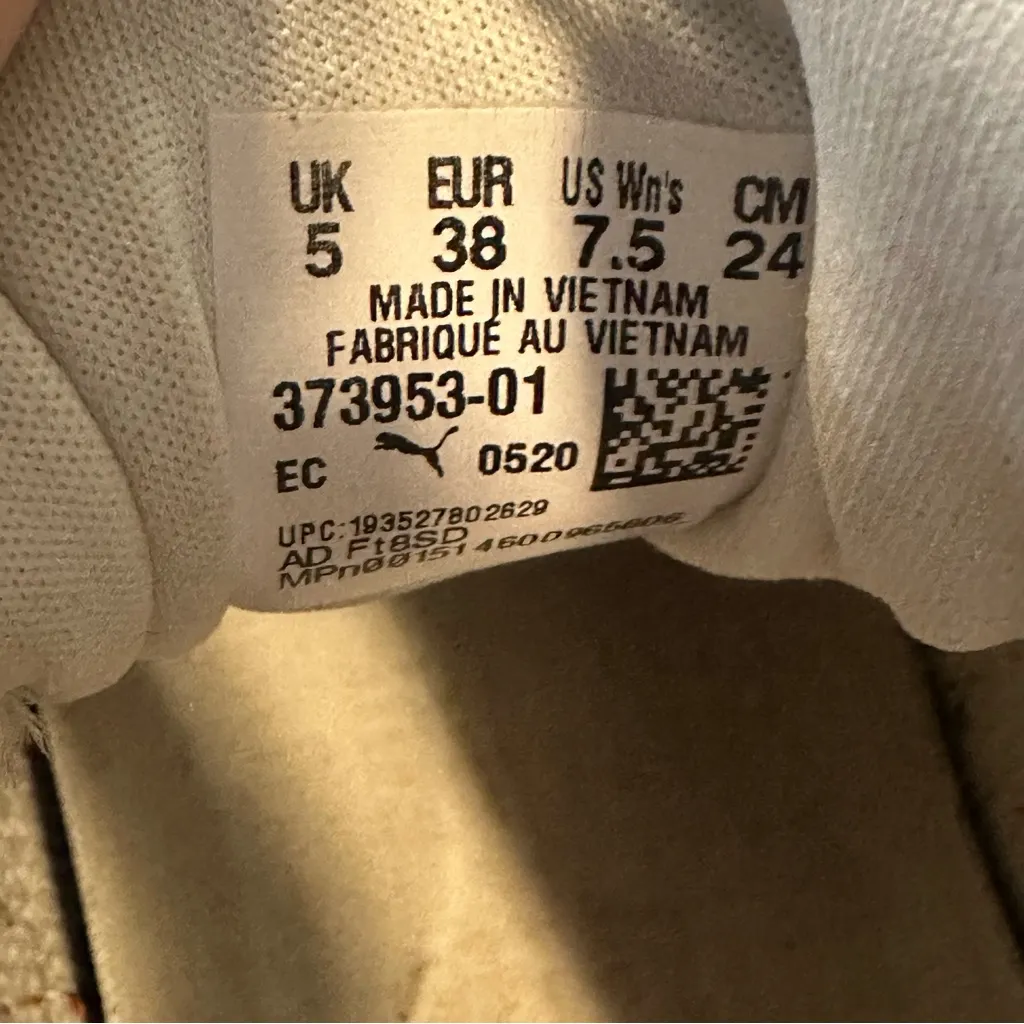 UK EUR US Wn's CM
5 38 7.5 24
MADE IN VIETNAM
FABRIQUÉ AU VIETNAM
373953-01
EC 0520
UPC:193527802629
AD Ft8SD